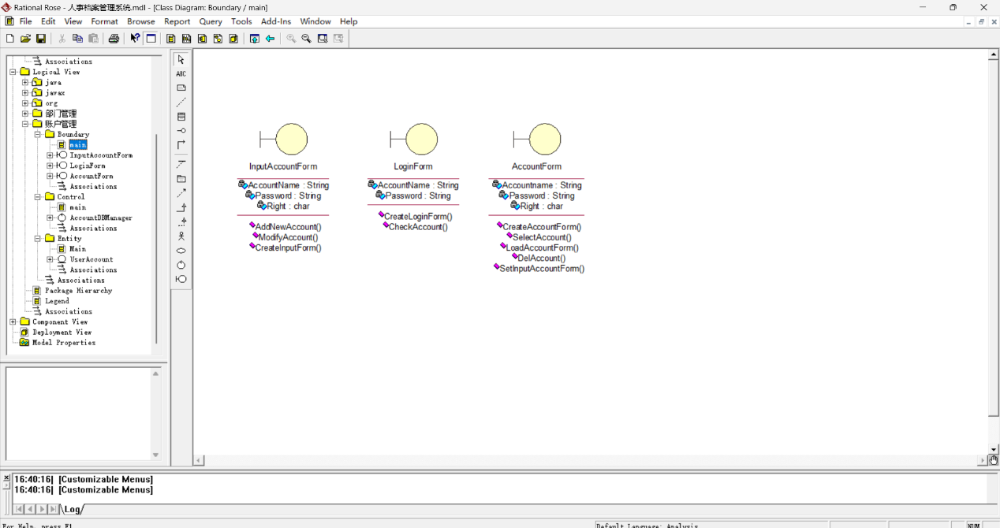 Rational Rose - 人事档案管理系统.mdl - [Class Diagram: Boundary / main]
File Edit View Format Browse Report Query Tools Add-Ins Window Help
Associations
Logical View
java
javax
org
部门管理
账户管理
Boundary
main
InputAccountForm
LoginForm
AccountForm
Associations
Control
main
AccountDBManager
Associations
Entity
Main
UserAccount
Associations
Associations
Package Hierarchy
Legend
Associations
Component View
Deployment View
Model Properties
ABC
InputAccountForm
AccountName : String
Password : String
Right : char
AddNewAccount()
ModifyAccount()
CreateInputForm()
LoginForm
AccountName : String
Password : String
CreateLoginForm()
CheckAccount()
AccountForm
Accountname : String
Password : String
Right : char
CreateAccountForm()
SelectAccount()
LoadAccountForm()
DelAccount()
SetInputAccountForm()
16:40:16| [Customizable Menus]
16:40:16| [Customizable Menus]
Log
For Help, press F1
Default Language: Analysis
NUM